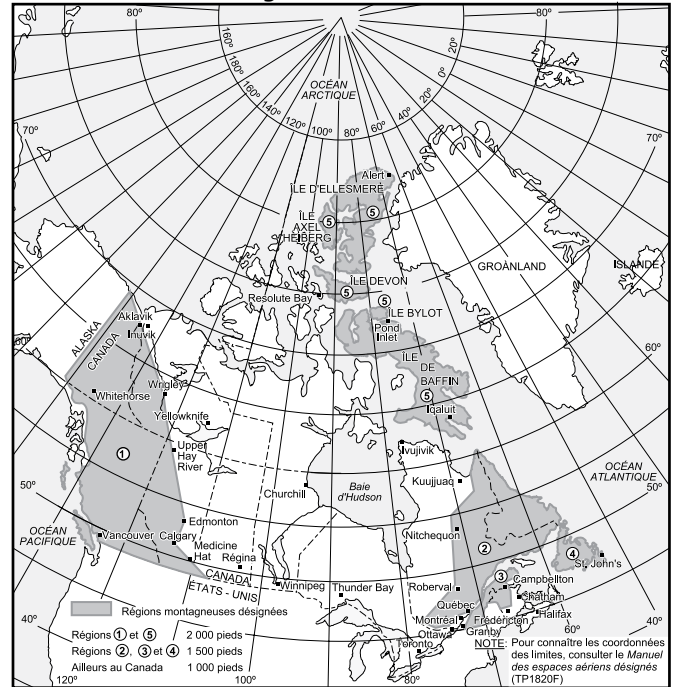 80°
80°
160°
180°
160°
140°
120°
100°
80°
60°
40°
20°
0°
20°
OCÉAN
ARCTIQUE
70°
70°
Alert
ÎLE D'ELLESMERE
ÎLE
AXEL
HEIBERG
5
5
GROÀNLAND
ISLANDE
ÎLE DEVON
5
Resolute Bay
5
ÎLE BYLOT
Pond
Inlet
ALASKA
CANADA
Aklavik
Inuvik
60°
60°
ÎLE
DE
BAFFIN
5
Iqaluit
Whitehorse
Wrigley
Yellowknife
Upper
Hay
River
1
Ivujivik
Kuujjuaq
Baie
d'Hudson
Churchill
OCÉAN
ATLANTIQUE
50°
50°
OCÉAN
PACIFIQUE
Edmonton
Vancouver
Calgary
Medicine
Hat
Régina
Nitchequon
2
4
St. John's
CANADA
ÉTATS - UNIS
Winnipeg
Thunder Bay
Roberval
3
Campbellton
Chatham
Halifax
Québec
Frédéricton
Montréal
Granby
Ottawa
Toronto
Régions montagneuses désignées
Régions 1 et 5 2 000 pieds
Régions 2, 3 et 4 1 500 pieds
Ailleurs au Canada 1 000 pieds
40°
60°
40°
NOTE: Pour connaître les coordonnées
des limites, consulter le Manuel
des espaces aériens désignés
(TP1820F)
120°
100°
80°